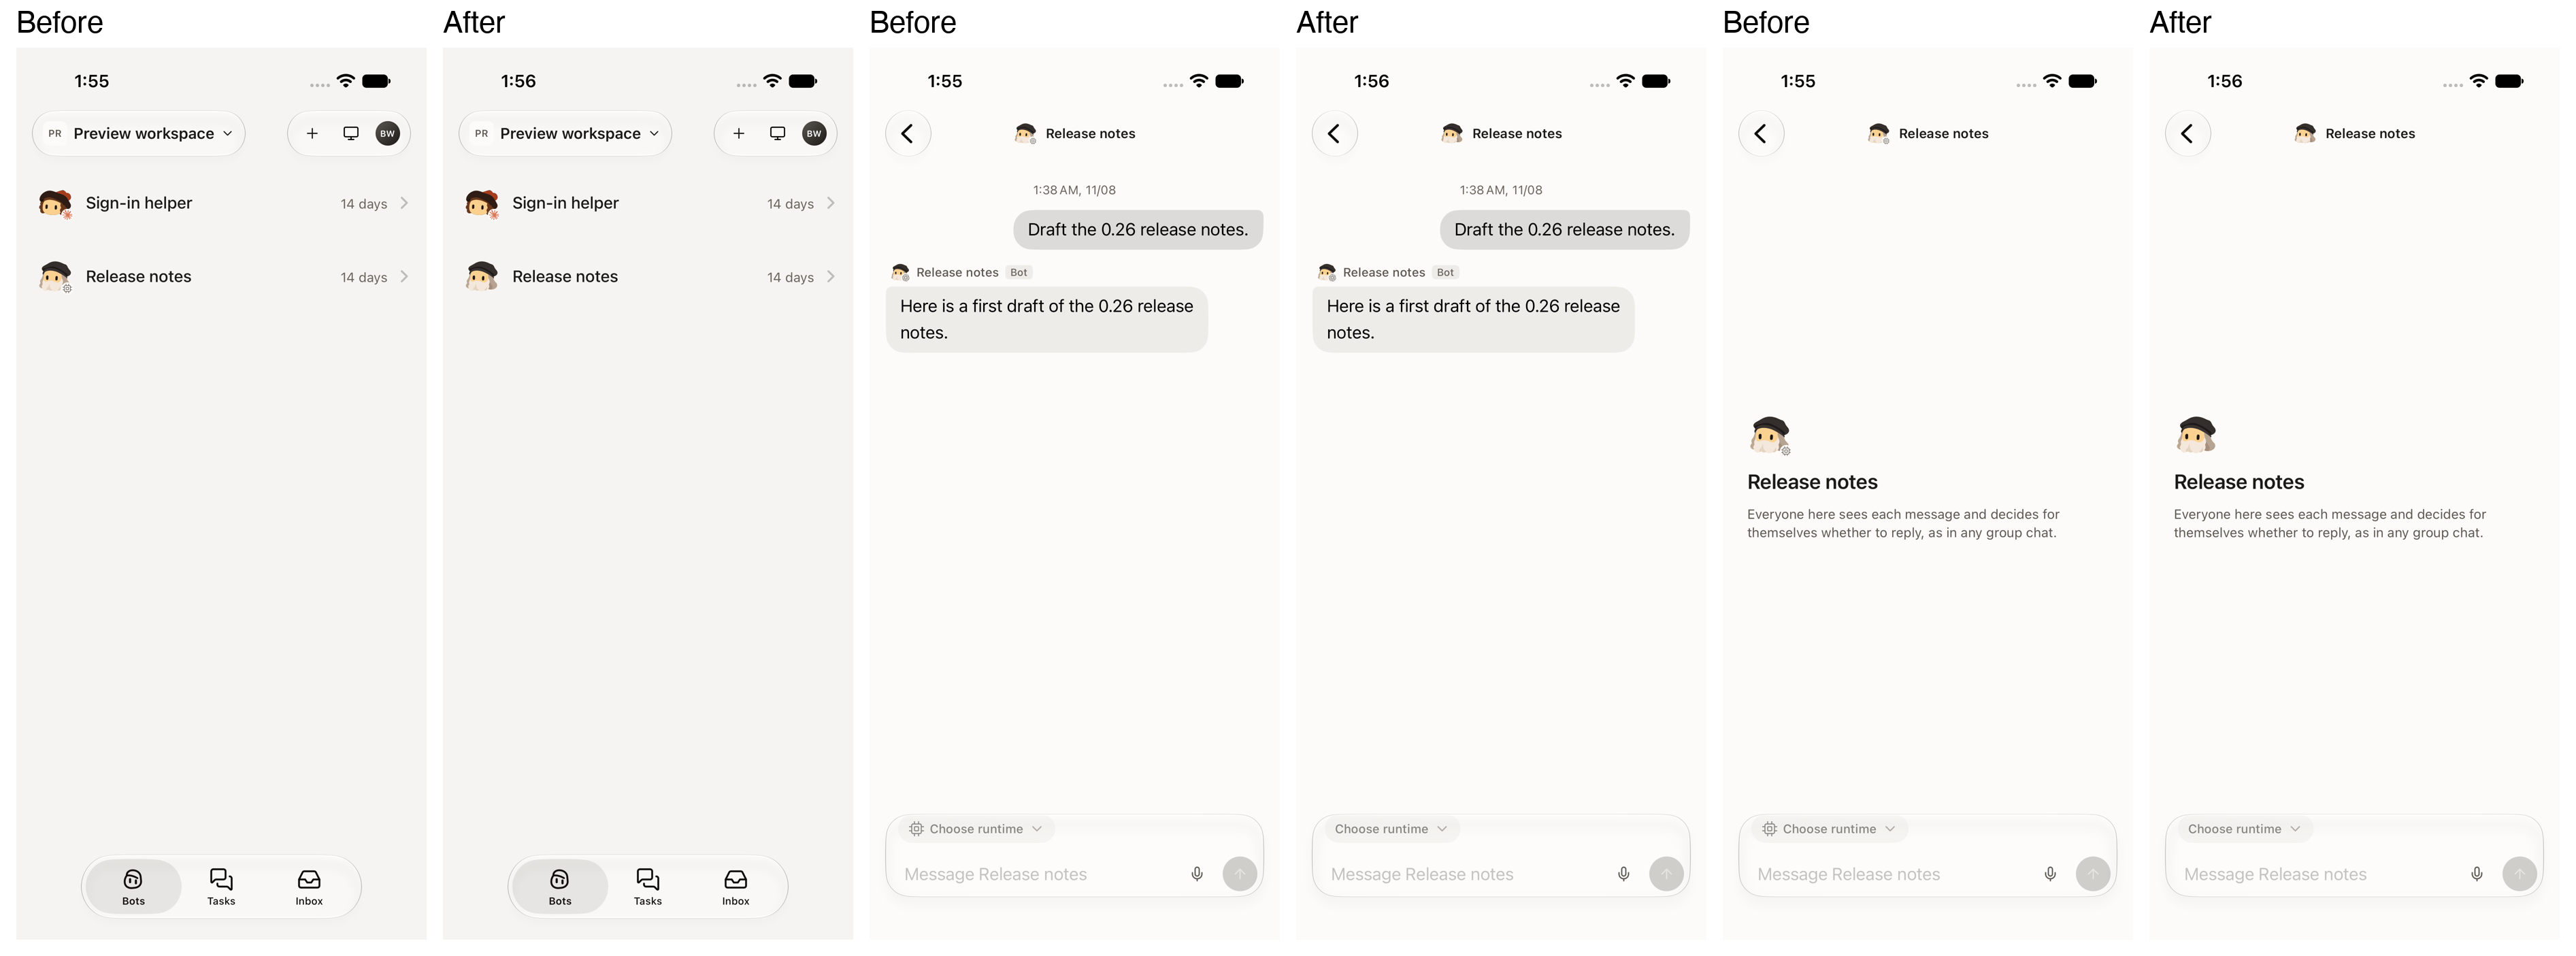 Before
1:55
PR Preview workspace
BW
Sign-in helper 14 days
Release notes 14 days
Bots Tasks Inbox
After
1:56
PR Preview workspace
BW
Sign-in helper 14 days
Release notes 14 days
Bots Tasks Inbox
Before
1:55
Release notes
1:38 AM, 11/08
Draft the 0.26 release notes.
Release notes Bot
Here is a first draft of the 0.26 release
notes.
Choose runtime
Message Release notes
After
1:56
Release notes
1:38 AM, 11/08
Draft the 0.26 release notes.
Release notes Bot
Here is a first draft of the 0.26 release
notes.
Choose runtime
Message Release notes
Before
1:55
Release notes
Release notes
Everyone here sees each message and decides for
themselves whether to reply, as in any group chat.
Choose runtime
Message Release notes
After
1:56
Release notes
Release notes
Everyone here sees each message and decides for
themselves whether to reply, as in any group chat.
Choose runtime
Message Release notes